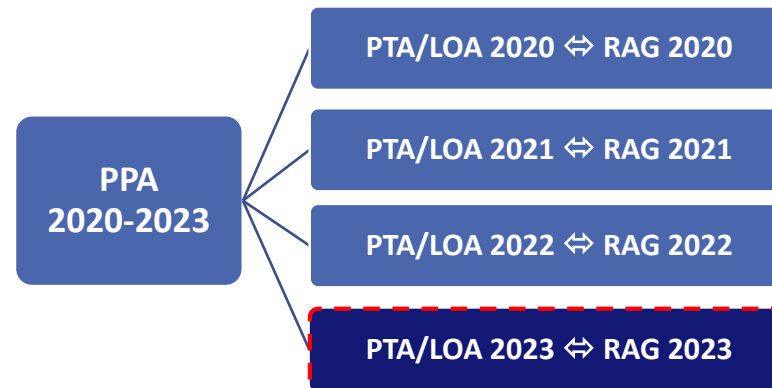 PPA
2020-2023
PTA/LOA 2020 ⇔ RAG 2020
PTA/LOA 2021 ⇔ RAG 2021
PTA/LOA 2022 ⇔ RAG 2022
PTA/LOA 2023 ⇔ RAG 2023